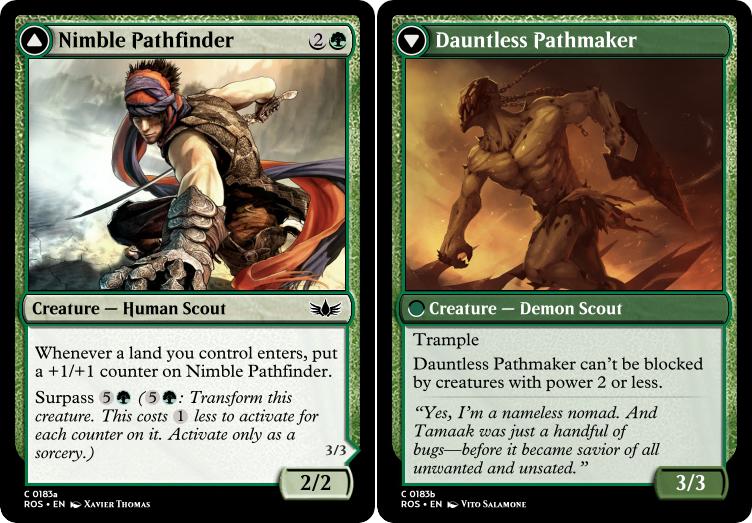 Nimble Pathfinder 2
Creature — Human Scout
Whenever a land you control enters, put
a +1/+1 counter on Nimble Pathfinder.
Surpass 5 (5: Transform this
creature. This costs 1 less to activate for
each counter on it. Activate only as a
sorcery.)
3/3
2/2
C 0183a
ROS • EN Xavier Thomas
Dauntless Pathmaker
Creature — Demon Scout
Trample
Dauntless Pathmaker can't be blocked
by creatures with power 2 or less.
“Yes, I'm a nameless nomad. And
Tamaak was just a handful of
bugs—before it became savior of all
unwanted and unsated.”
3/3
C 0183b
ROS • EN Vito Salamone